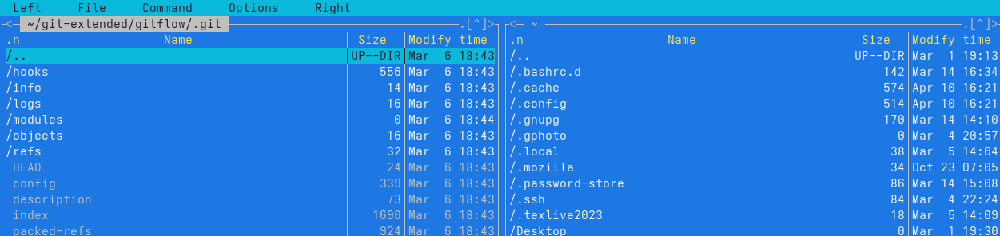 Left File Command Options Right
<─ ~/git-extended/gitflow/.git .[^]> <─ ~ .[^]>
.n Name Size Modify time .n Name Size Modify time
/.. UP--DIR Mar 6 18:43 /.. UP--DIR Mar 1 19:13
/hooks 556 Mar 6 18:43 /.bashrc.d 142 Mar 14 16:34
/info 14 Mar 6 18:43 /.cache 574 Apr 10 16:21
/logs 16 Mar 6 18:43 /.config 514 Apr 10 16:21
/modules 0 Mar 6 18:44 /.gnupg 170 Mar 14 14:10
/objects 16 Mar 6 18:43 /.gphoto 0 Mar 4 20:57
/refs 32 Mar 6 18:43 /.local 38 Mar 5 14:04
HEAD 24 Mar 6 18:43 /.mozilla 34 Oct 23 07:05
config 339 Mar 6 18:43 /.password-store 86 Mar 14 15:08
description 73 Mar 6 18:43 /.ssh 84 Mar 4 22:24
index 1690 Mar 6 18:43 /.texlive2023 18 Mar 5 14:09
packed-refs 924 Mar 6 18:43 /Desktop 0 Mar 1 19:30